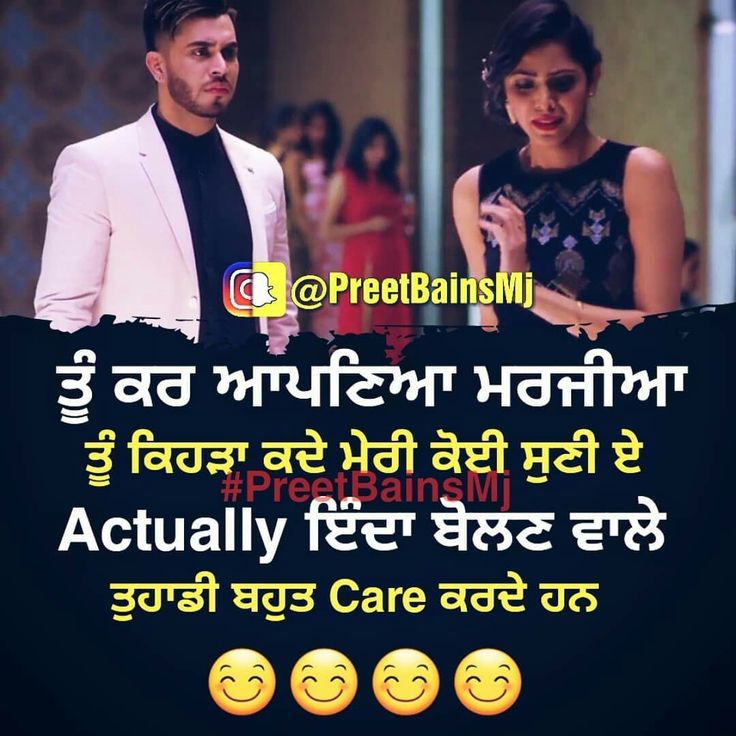 @PreetBainsMj
ਤੂੰ ਕਰ ਆਪਣਿਆ ਮਰਜੀਆ
ਤੂੰ ਕਿਹੜਾ ਕਦੇ ਮੇਰੀ ਕੋਈ ਸੁਣੀ ਏ
#PreetBainsMj
Actually ਇੰਦਾ ਬੋਲਣ ਵਾਲੇ
ਤੁਹਾਡੀ ਬਹੁਤ Care ਕਰਦੇ ਹਨ
😊😊😊😊